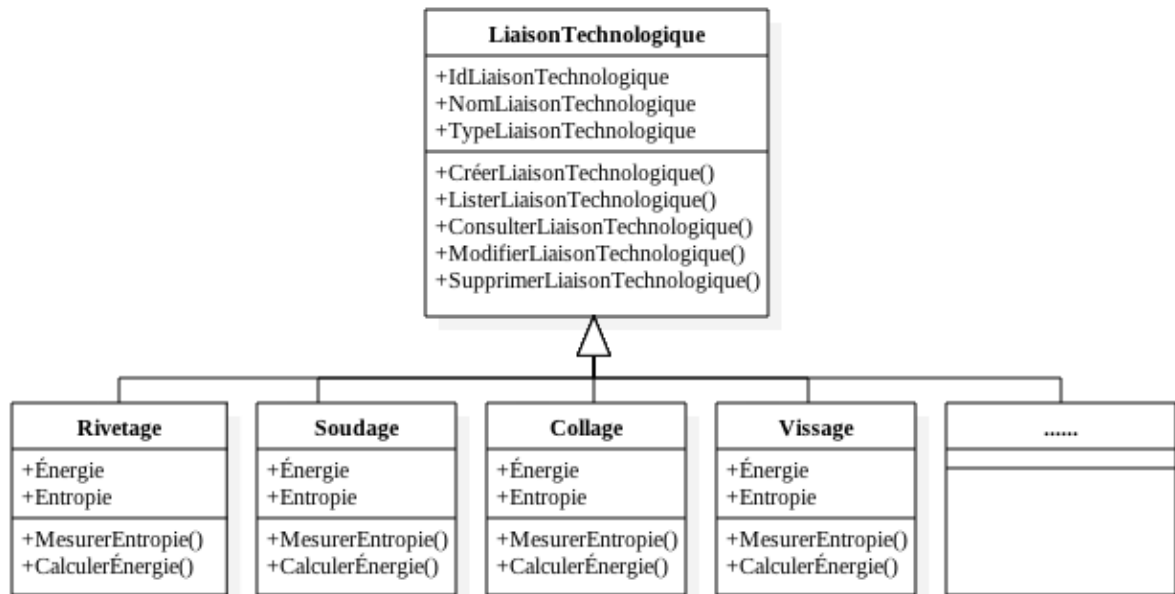 LiaisonTechnologique
+IdLiaisonTechnologique
+NomLiaisonTechnologique
+TypeLiaisonTechnologique
+CréerLiaisonTechnologique()
+ListerLiaisonTechnologique()
+ConsulterLiaisonTechnologique()
+ModifierLiaisonTechnologique()
+SupprimerLiaisonTechnologique()
Rivetage
+Énergie
+Entropie
+MesurerEntropie()
+CalculerÉnergie()
Soudage
+Énergie
+Entropie
+MesurerEntropie()
+CalculerÉnergie()
Collage
+Énergie
+Entropie
+MesurerEntropie()
+CalculerÉnergie()
Vissage
+Énergie
+Entropie
+MesurerEntropie()
+CalculerÉnergie()
......